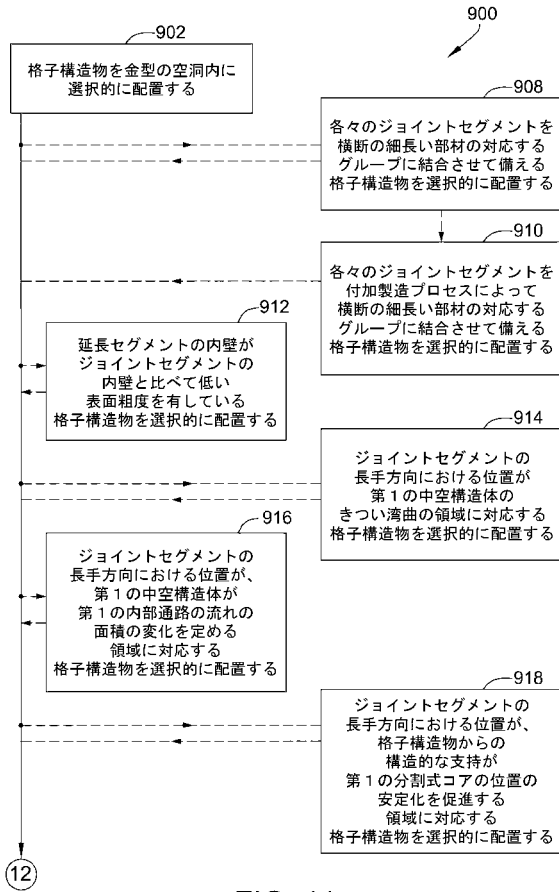 900
902
格子構造物を金型の空洞内に
選択的に配置する
908
各々のジョイントセグメントを
横断の細長い部材の対応する
グループに結合させて備える
格子構造物を選択的に配置する
910
各々のジョイントセグメントを
付加製造プロセスによって
横断の細長い部材の対応する
グループに結合させて備える
格子構造物を選択的に配置する
912
延長セグメントの内壁が
ジョイントセグメントの
内壁と比べて低い
表面粗度を有している
格子構造物を選択的に配置する
914
ジョイントセグメントの
長手方向における位置が
第1の中空構造体の
きつい湾曲の領域に対応する
格子構造物を選択的に配置する
916
ジョイントセグメントの
長手方向における位置が、
第1の中空構造体が
第1の内部通路の流れの
面積の変化を定める
領域に対応する
格子構造物を選択的に配置する
918
ジョイントセグメントの
長手方向における位置が、
格子構造物からの
構造的な支持が
第1の分割式コアの位置の
安定化を促進する
領域に対応する
格子構造物を選択的に配置する
12